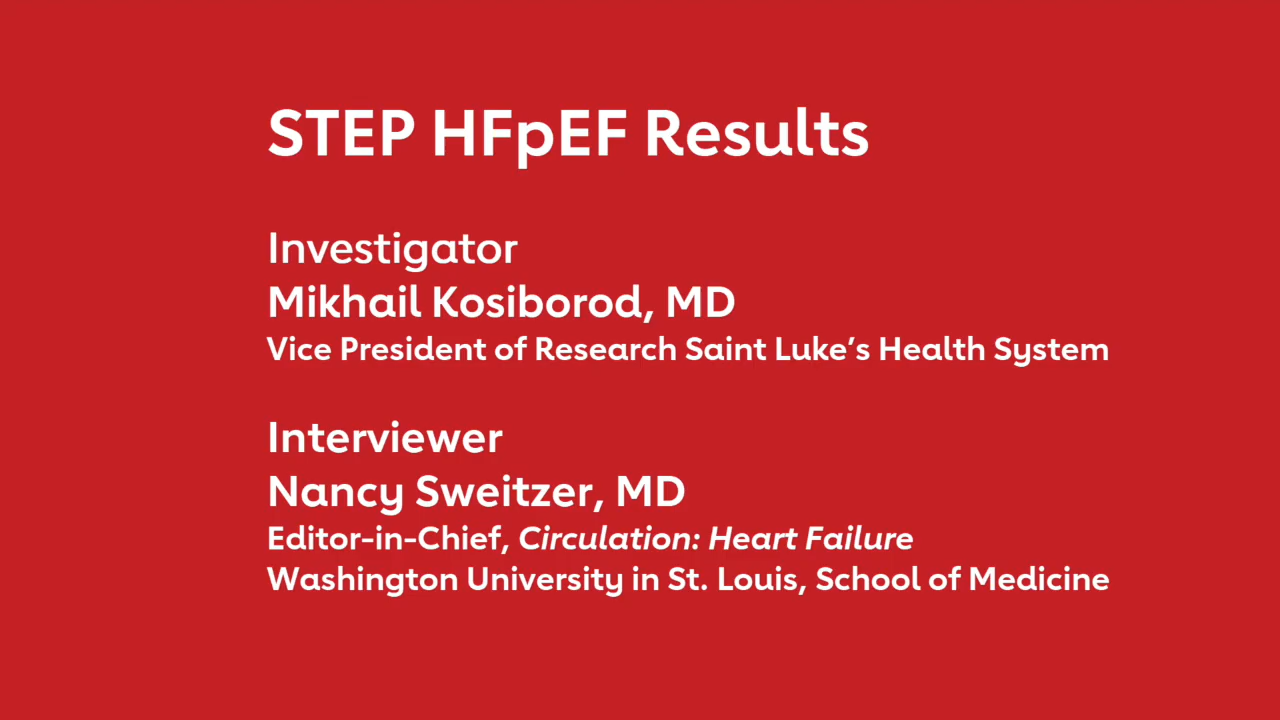 STEP HFpEF Results
Investigator
Mikhail Kosiborod, MD
Vice President of Research Saint Luke’s Health System
Interviewer
Nancy Sweitzer, MD
Editor-in-Chief, Circulation: Heart Failure
Washington University in St. Louis, School of Medicine